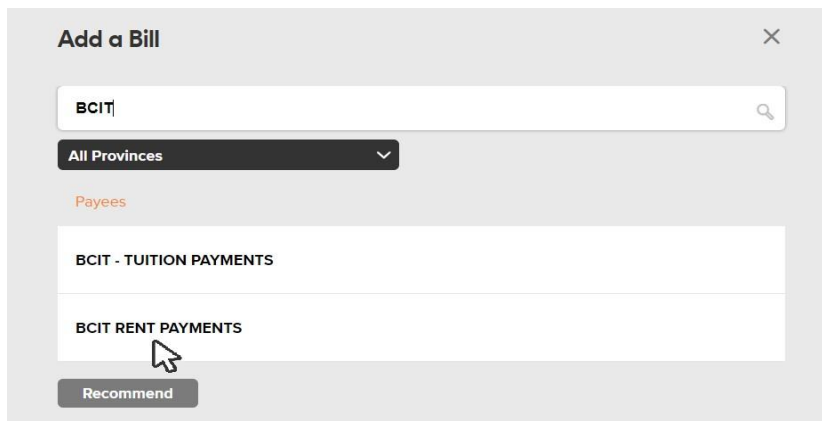 Add a Bill
BCIT
All Provinces
Payees
BCIT - TUITION PAYMENTS
BCIT RENT PAYMENTS
Recommend